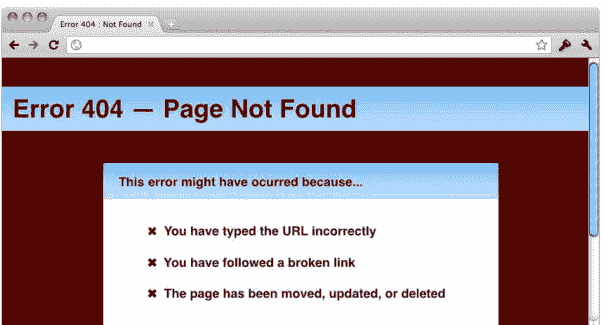 Error 404 : Not Found
Error 404 — Page Not Found
This error might have ocurred because...
✖ You have typed the URL incorrectly
✖ You have followed a broken link
✖ The page has been moved, updated, or deleted